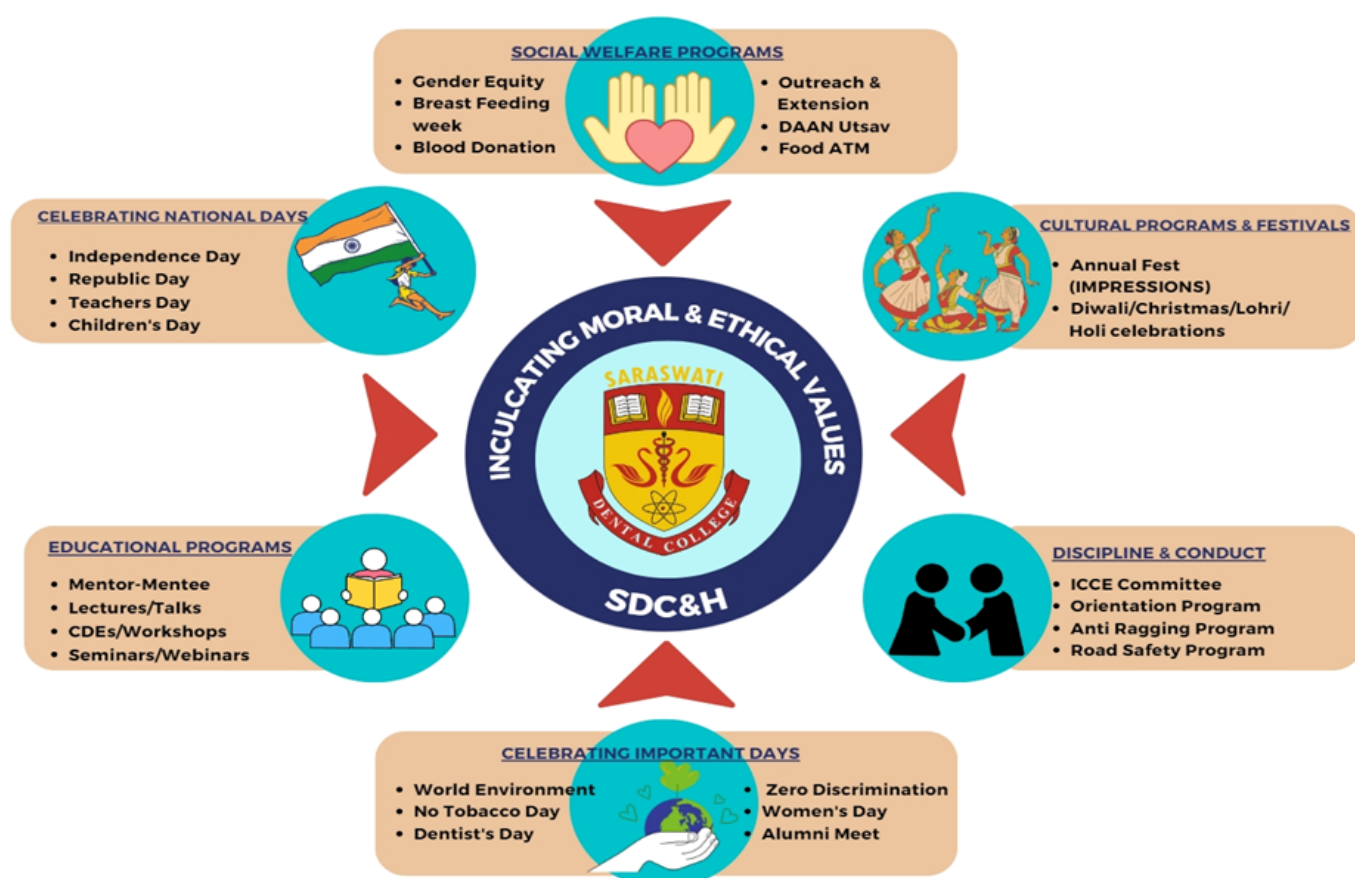 SOCIAL WELFARE PROGRAMS
• Gender Equity
• Breast Feeding
week
• Blood Donation
• Outreach &
Extension
• DAAN Utsav
• Food ATM
CELEBRATING NATIONAL DAYS
• Independence Day
• Republic Day
• Teachers Day
• Children's Day
CULTURAL PROGRAMS & FESTIVALS
• Annual Fest
(IMPRESSIONS)
• Diwali/Christmas/Lohri/
Holi celebrations
INCULCATING MORAL & ETHICAL VALUES
SARASWATI
DENTAL COLLEGE
SDC&H
EDUCATIONAL PROGRAMS
• Mentor-Mentee
• Lectures/Talks
• CDEs/Workshops
• Seminars/Webinars
DISCIPLINE & CONDUCT
• ICCE Committee
• Orientation Program
• Anti Ragging Program
• Road Safety Program
CELEBRATING IMPORTANT DAYS
• World Environment
• No Tobacco Day
• Dentist's Day
• Zero Discrimination
• Women's Day
• Alumni Meet